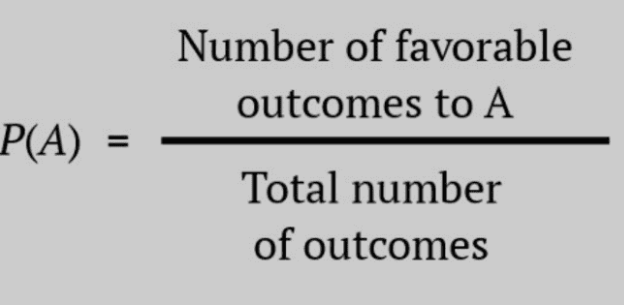 Number of favorable
outcomes to A
P(A) =
Total number
of outcomes